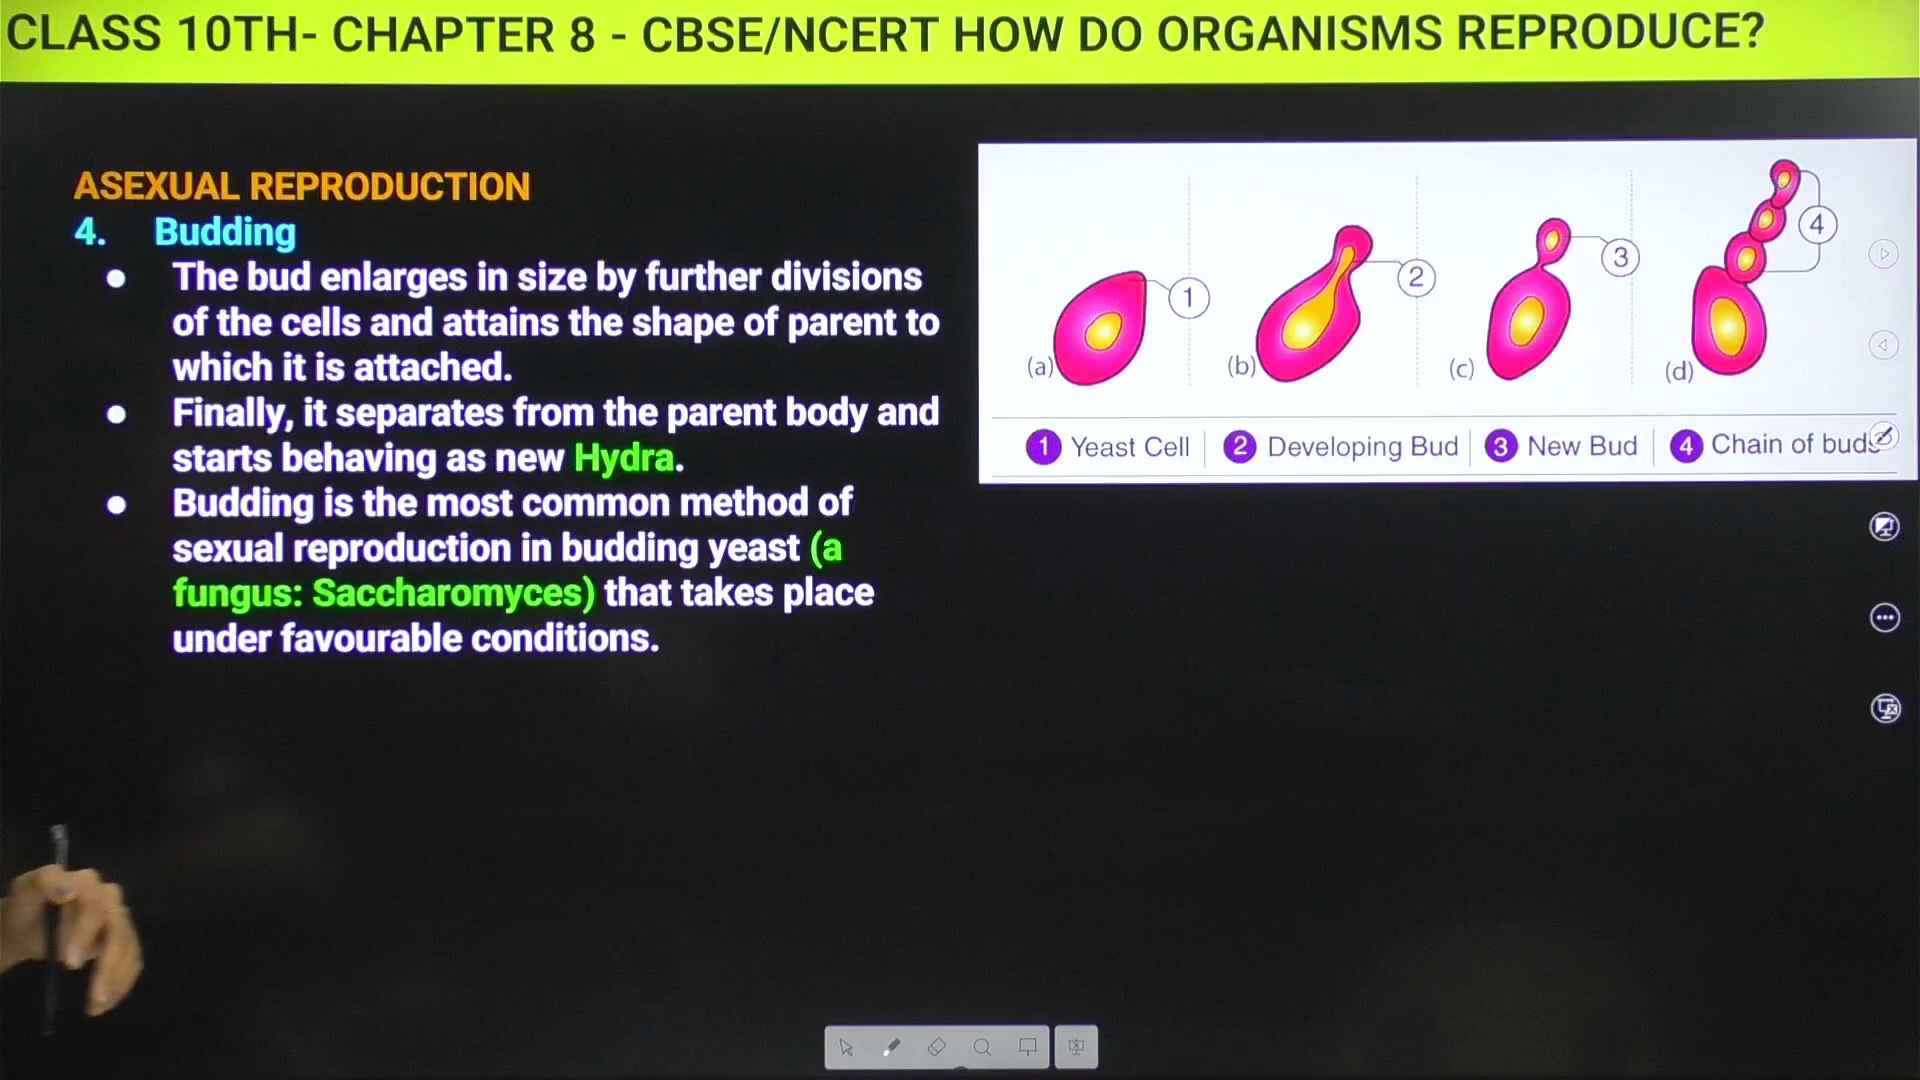 CLASS 10TH- CHAPTER 8 - CBSE/NCERT HOW DO ORGANISMS REPRODUCE?
ASEXUAL REPRODUCTION
4. Budding
● The bud enlarges in size by further divisions
of the cells and attains the shape of parent to
which it is attached.
● Finally, it separates from the parent body and
starts behaving as new Hydra.
● Budding is the most common method of
sexual reproduction in budding yeast (a
fungus: Saccharomyces) that takes place
under favourable conditions.
4
3
2
1
(a) (b) (c) (d)
1 Yeast Cell 2 Developing Bud 3 New Bud 4 Chain of buds